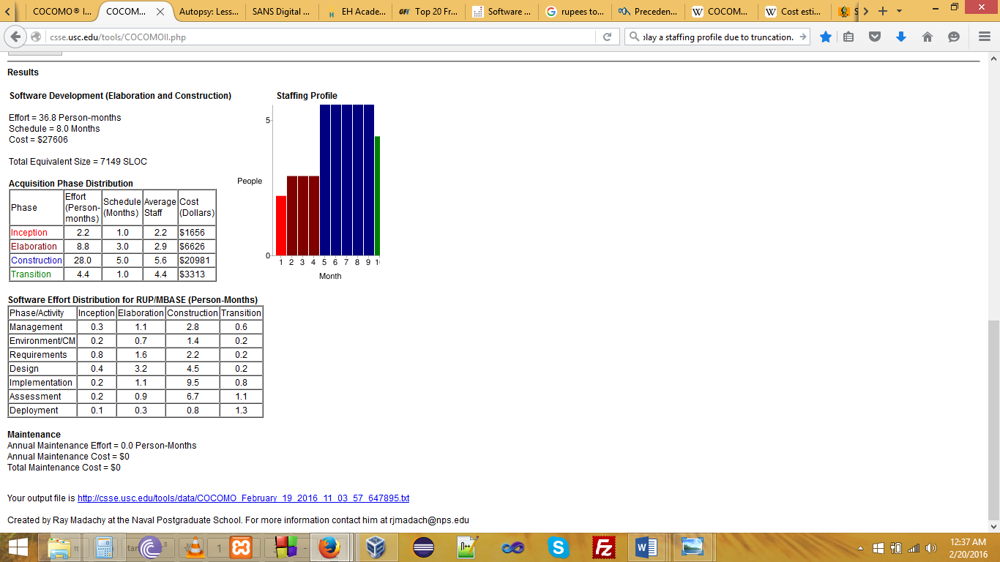 COCOMO® I...
COCOM...
Autopsy: Less...
SANS Digital ...
EH Acade...
GFI Top 20 Fr...
Software ...
G rupees to...
Preceden...
W COCOM...
W Cost esti...
csse.usc.edu/tools/COCOMOII.php
lay a staffing profile due to truncation.
Results
Software Development (Elaboration and Construction)
Staffing Profile
Effort = 36.8 Person-months
Schedule = 8.0 Months
Cost = $27606
Total Equivalent Size = 7149 SLOC
5
People
0
1 2 3 4 5 6 7 8 9
Month
Acquisition Phase Distribution
Phase Effort (Person-months) Schedule (Months) Average Staff Cost (Dollars)
Inception 2.2 1.0 2.2 $1656
Elaboration 8.8 3.0 2.9 $6626
Construction 28.0 5.0 5.6 $20981
Transition 4.4 1.0 4.4 $3313
Software Effort Distribution for RUP/MBASE (Person-Months)
Phase/Activity Inception Elaboration Construction Transition
Management 0.3 1.1 2.8 0.6
Environment/CM 0.2 0.7 1.4 0.2
Requirements 0.8 1.6 2.2 0.2
Design 0.4 3.2 4.5 0.2
Implementation 0.2 1.1 9.5 0.8
Assessment 0.2 0.9 6.7 1.1
Deployment 0.1 0.3 0.8 1.3
Maintenance
Annual Maintenance Effort = 0.0 Person-Months
Annual Maintenance Cost = $0
Total Maintenance Cost = $0
Your output file is http://csse.usc.edu/tools/data/COCOMO_February_19_2016_11_03_57_647895.txt
Created by Ray Madachy at the Naval Postgraduate School. For more information contact him at rjmadach@nps.edu
12:37 AM
2/20/2016